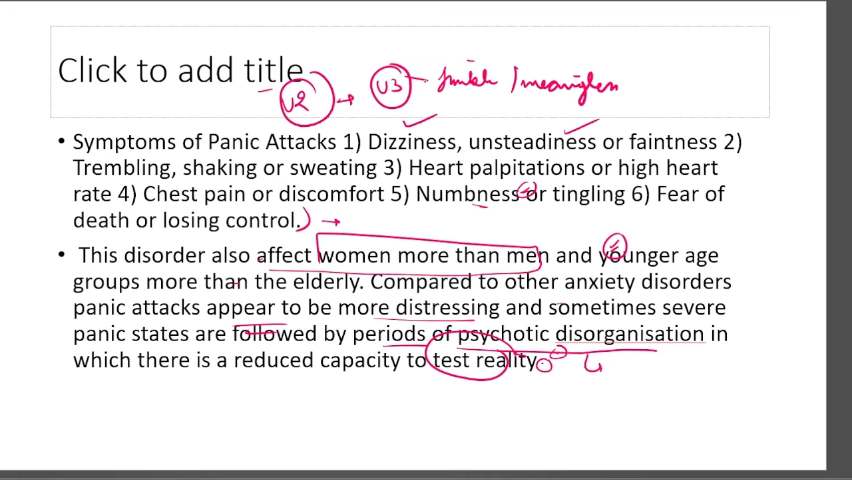 Click to add title
U2 → U3
• Symptoms of Panic Attacks 1) Dizziness, unsteadiness or faintness 2)
Trembling, shaking or sweating 3) Heart palpitations or high heart
rate 4) Chest pain or discomfort 5) Numbness or tingling 6) Fear of
death or losing control.
• This disorder also affect women more than men and younger age
groups more than the elderly. Compared to other anxiety disorders
panic attacks appear to be more distressing and sometimes severe
panic states are followed by periods of psychotic disorganisation in
which there is a reduced capacity to test reality